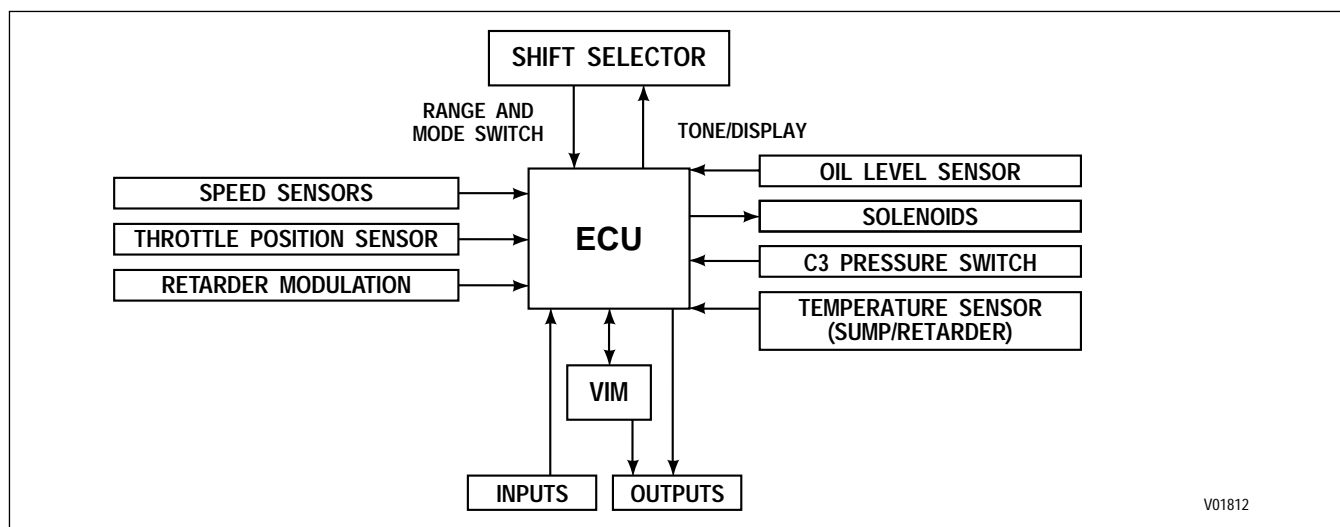 SHIFT SELECTOR
RANGE AND
MODE SWITCH
TONE/DISPLAY
SPEED SENSORS
THROTTLE POSITION SENSOR
RETARDER MODULATION
ECU
OIL LEVEL SENSOR
SOLENOIDS
C3 PRESSURE SWITCH
TEMPERATURE SENSOR
(SUMP/RETARDER)
VIM
INPUTS
OUTPUTS
V01812